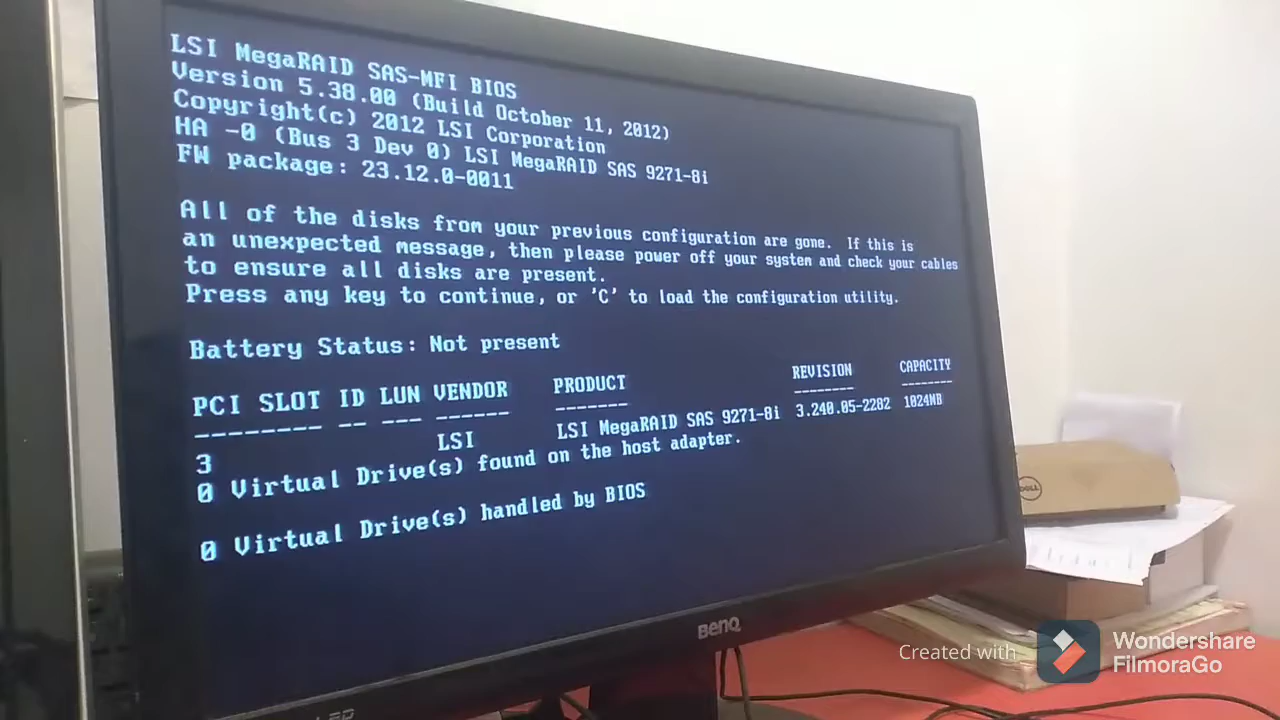 LSI MegaRAID SAS-MFI BIOS
Version 5.38.00 (Build October 11, 2012)
Copyright(c) 2012 LSI Corporation
HA -0 (Bus 3 Dev 0) LSI MegaRAID SAS 9271-8i
FW package: 23.12.0-0011
All of the disks from your previous configuration are gone. If this is
an unexpected message, then please power off your system and check your cables
to ensure all disks are present.
Press any key to continue, or 'C' to load the configuration utility.
Battery Status: Not present
PCI SLOT ID LUN VENDOR PRODUCT REVISION CAPACITY
-------- -- --- ------ ------- -------- --------
3 LSI LSI MegaRAID SAS 9271-8i 3.240.05-2282 1024MB
0 Virtual Drive(s) found on the host adapter.
0 Virtual Drive(s) handled by BIOS
BenQ
LED
DELL
Created with Wondershare
FilmoraGo